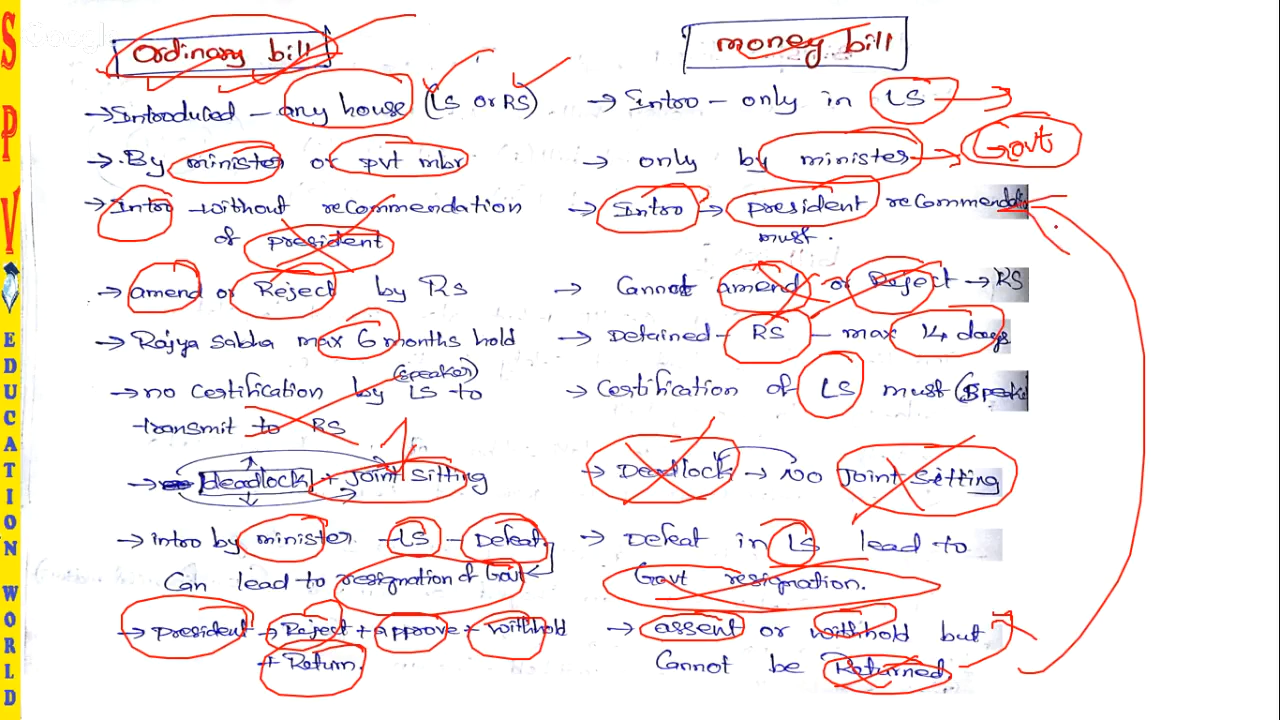 SPV EDUCATION WORLD
Google
ordinary bill
→ Introduced - any house (LS or RS)
→ By minister or pvt mbr
→ Intro - without recommendation
of president
→ amend or Reject by RS
→ Rajya sabha max 6 months hold
(speaker)
→ no certification by LS to
transmit to RS
→ Deadlock + Joint sitting
→ intro by minister - LS - Defeat
Can lead to resignation of Govt
→ president → Reject + approve + withhold
+ Return
money bill
→ Intro - only in LS
→ only by minister → Govt
→ Intro → president recommendation
must.
→ Cannot amend or Reject → RS
→ Detained - RS - max 14 days
→ Certification of LS must (Speake
→ Deadlock → No Joint Sitting
→ Defeat in LS lead to
Govt resignation.
→ assent or withhold but
Cannot be Returned